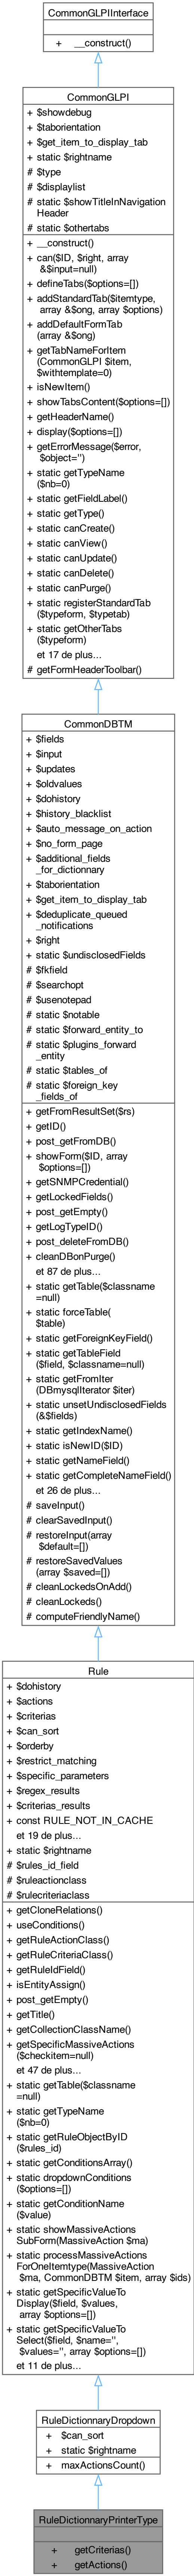 CommonGLPIInterface
+ __construct()
CommonGLPI
+ $showdebug
+ $taborientation
+ $get_item_to_display_tab
+ static $rightname
# $type
# $displaylist
# static $showTitleInNavigation
Header
# static $othertabs
+ __construct()
+ can($ID, $right, array
&$input=null)
+ defineTabs($options=[])
+ addStandardTab($itemtype,
array &$ong, array $options)
+ addDefaultFormTab
(array &$ong)
+ getTabNameForItem
(CommonGLPI $item,
$withtemplate=0)
+ isNewItem()
+ showTabsContent($options=[])
+ getHeaderName()
+ display($options=[])
+ getErrorMessage($error,
$object='')
+ static getTypeName
($nb=0)
+ static getFieldLabel()
+ static getType()
+ static canCreate()
+ static canView()
+ static canUpdate()
+ static canDelete()
+ static canPurge()
+ static registerStandardTab
($typeform, $typetab)
+ static getOtherTabs
($typeform)
et 17 de plus...
# getFormHeaderToolbar()
CommonDBTM
+ $fields
+ $input
+ $updates
+ $oldvalues
+ $dohistory
+ $history_blacklist
+ $auto_message_on_action
+ $no_form_page
+ $additional_fields
_for_dictionnary
+ $taborientation
+ $get_item_to_display_tab
+ $deduplicate_queued
_notifications
+ $right
+ static $undisclosedFields
# $fkfield
# $searchopt
# $usenotepad
# static $notable
# static $forward_entity_to
# static $plugins_forward
_entity
# static $tables_of
# static $foreign_key
_fields_of
+ getFromResultSet($rs)
+ getID()
+ post_getFromDB()
+ showForm($ID, array
$options=[])
+ getSNMPCredential()
+ getLockedFields()
+ post_getEmpty()
+ getLogTypeID()
+ post_deleteFromDB()
+ cleanDBonPurge()
et 87 de plus...
+ static getTable($classname
=null)
+ static forceTable(
$table)
+ static getForeignKeyField()
+ static getTableField
($field, $classname=null)
+ static getFromIter
(DBmysqlIterator $iter)
+ static unsetUndisclosedFields
(&$fields)
+ static getIndexName()
+ static isNewID($ID)
+ static getNameField()
+ static getCompleteNameField()
et 26 de plus...
# saveInput()
# clearSavedInput()
# restoreInput(array
$default=[])
# restoreSavedValues
(array $saved=[])
# cleanLockedsOnAdd()
# cleanLockeds()
# computeFriendlyName()
Rule
+ $dohistory
+ $actions
+ $criterias
+ $can_sort
+ $orderby
+ $restrict_matching
+ $specific_parameters
+ $regex_results
+ $criterias_results
+ const RULE_NOT_IN_CACHE
et 19 de plus...
+ static $rightname
# $rules_id_field
# $ruleactionclass
# $rulecriteriaclass
+ getCloneRelations()
+ useConditions()
+ getRuleActionClass()
+ getRuleCriteriaClass()
+ getRuleIdField()
+ isEntityAssign()
+ post_getEmpty()
+ getTitle()
+ getCollectionClassName()
+ getSpecificMassiveActions
($checkitem=null)
et 47 de plus...
+ static getTable($classname
=null)
+ static getTypeName
($nb=0)
+ static getRuleObjectByID
($rules_id)
+ static getConditionsArray()
+ static dropdownConditions
($options=[])
+ static getConditionName
($value)
+ static showMassiveActions
SubForm(MassiveAction $ma)
+ static processMassiveActions
ForOneItemtype(MassiveAction
$ma, CommonDBTM $item, array $ids)
+ static getSpecificValueTo
Display($field, $values,
array $options=[])
+ static getSpecificValueTo
Select($field, $name='',
$values='', array $options=[])
et 11 de plus...
RuleDictionnaryDropdown
+ $can_sort
+ static $rightname
+ maxActionsCount()
RuleDictionnaryPrinterType
+ getCriterias()
+ getActions()